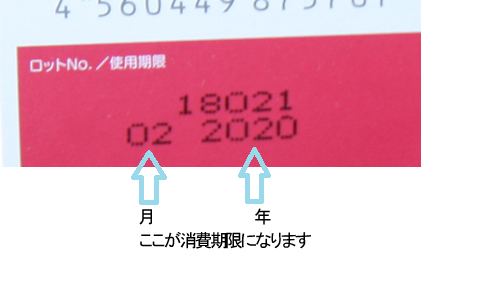 4 560449
ロットNo.／使用期限
18021
02 2020
月 年
ここが消費期限になります